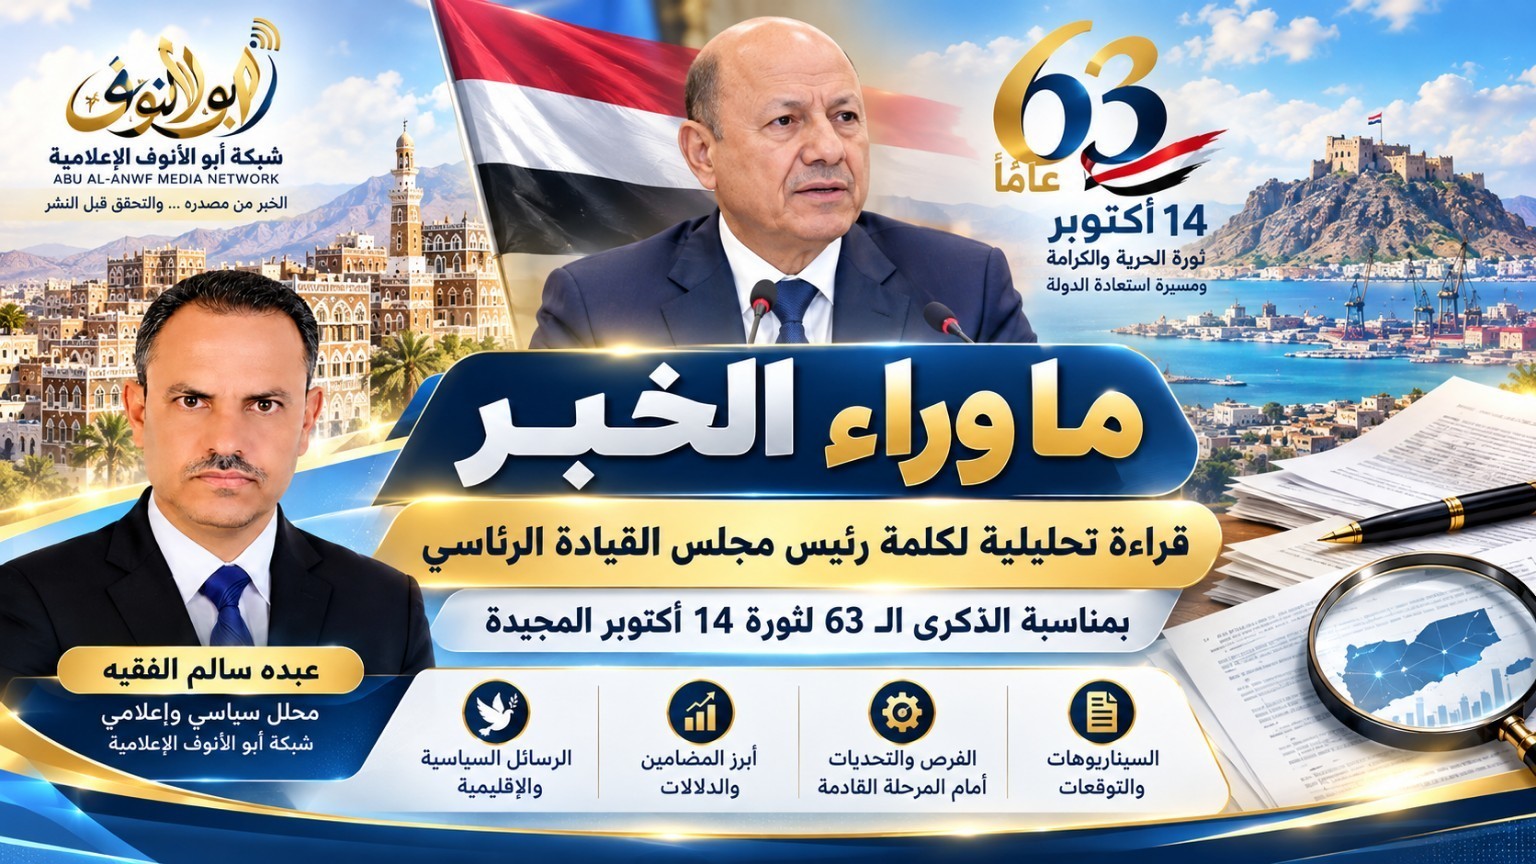 أبو الأنوف
شبكة أبو الأنوف الإعلامية
ABU AL-ANWF MEDIA NETWORK
الخبر من مصدره ... والتحقق قبل النشر
63
عامًا
14 أكتوبر
ثورة الحرية والكرامة
ومسيرة استعادة الدولة
ما وراء الخبر
قراءة تحليلية لكلمة رئيس مجلس القيادة الرئاسي
بمناسبة الذكرى الـ 63 لثورة 14 أكتوبر المجيدة
عبده سالم الفقيه
محلل سياسي وإعلامي
شبكة أبو الأنوف الإعلامية
السيناريوهات
والتوقعات
الفرص والتحديات
أمام المرحلة القادمة
أبرز المضامين
والدلالات
الرسائل السياسية
والإقليمية